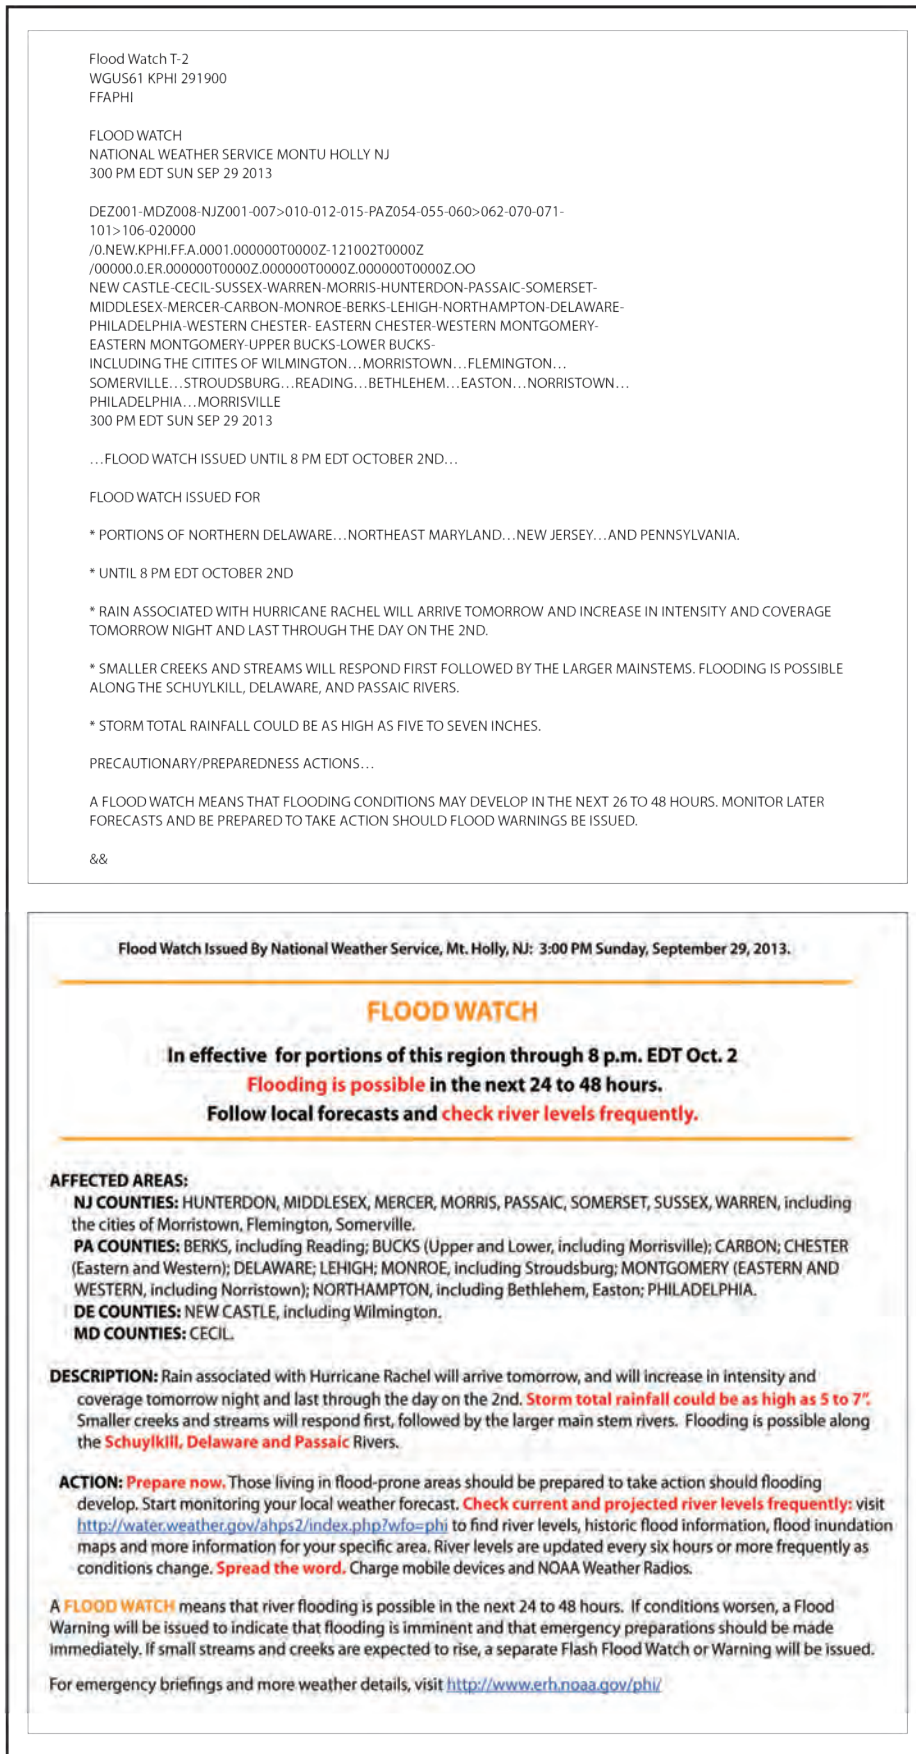 Flood Watch T-2
WGUS61 KPHI 291900
FFAPHI
FLOOD WATCH
NATIONAL WEATHER SERVICE MONTU HOLLY NJ
300 PM EDT SUN SEP 29 2013
DEZ001-MDZ008-NJZ001-007>010-012-015-PAZ054-055-060>062-070-071-
101>106-020000
/0.NEW.KPHI.FF.A.0001.000000T0000Z-121002T0000Z
/00000.0.ER.000000T0000Z.000000T0000Z.000000T0000Z.OO
NEW CASTLE-CECIL-SUSSEX-WARREN-MORRIS-HUNTERDON-PASSAIC-SOMERSET-
MIDDLESEX-MERCER-CARBON-MONROE-BERKS-LEHIGH-NORTHAMPTON-DELAWARE-
PHILADELPHIA-WESTERN CHESTER- EASTERN CHESTER-WESTERN MONTGOMERY-
EASTERN MONTGOMERY-UPPER BUCKS-LOWER BUCKS-
INCLUDING THE CITITES OF WILMINGTON...MORRISTOWN...FLEMINGTON...
SOMERVILLE...STROUDSBURG...READING...BETHLEHEM...EASTON...NORRISTOWN...
PHILADELPHIA...MORRISVILLE
300 PM EDT SUN SEP 29 2013
...FLOOD WATCH ISSUED UNTIL 8 PM EDT OCTOBER 2ND...
FLOOD WATCH ISSUED FOR
* PORTIONS OF NORTHERN DELAWARE...NORTHEAST MARYLAND...NEW JERSEY...AND PENNSYLVANIA.
* UNTIL 8 PM EDT OCTOBER 2ND
* RAIN ASSOCIATED WITH HURRICANE RACHEL WILL ARRIVE TOMORROW AND INCREASE IN INTENSITY AND COVERAGE
TOMORROW NIGHT AND LAST THROUGH THE DAY ON THE 2ND.
* SMALLER CREEKS AND STREAMS WILL RESPOND FIRST FOLLOWED BY THE LARGER MAINSTEMS. FLOODING IS POSSIBLE
ALONG THE SCHUYLKILL, DELAWARE, AND PASSAIC RIVERS.
* STORM TOTAL RAINFALL COULD BE AS HIGH AS FIVE TO SEVEN INCHES.
PRECAUTIONARY/PREPAREDNESS ACTIONS...
A FLOOD WATCH MEANS THAT FLOODING CONDITIONS MAY DEVELOP IN THE NEXT 26 TO 48 HOURS. MONITOR LATER
FORECASTS AND BE PREPARED TO TAKE ACTION SHOULD FLOOD WARNINGS BE ISSUED.
&&
Flood Watch Issued By National Weather Service, Mt. Holly, NJ: 3:00 PM Sunday, September 29, 2013.
FLOOD WATCH
In effective for portions of this region through 8 p.m. EDT Oct. 2
Flooding is possible in the next 24 to 48 hours.
Follow local forecasts and check river levels frequently.
AFFECTED AREAS:
NJ COUNTIES: HUNTERDON, MIDDLESEX, MERCER, MORRIS, PASSAIC, SOMERSET, SUSSEX, WARREN, including
the cities of Morristown, Flemington, Somerville.
PA COUNTIES: BERKS, including Reading; BUCKS (Upper and Lower, including Morrisville); CARBON; CHESTER
(Eastern and Western); DELAWARE; LEHIGH; MONROE, including Stroudsburg; MONTGOMERY (EASTERN AND
WESTERN, including Norristown); NORTHAMPTON, including Bethlehem, Easton; PHILADELPHIA.
DE COUNTIES: NEW CASTLE, including Wilmington.
MD COUNTIES: CECIL.
DESCRIPTION: Rain associated with Hurricane Rachel will arrive tomorrow, and will increase in intensity and
coverage tomorrow night and last through the day on the 2nd. Storm total rainfall could be as high as 5 to 7".
Smaller creeks and streams will respond first, followed by the larger main stem rivers. Flooding is possible along
the Schuylkill, Delaware and Passaic Rivers.
ACTION: Prepare now. Those living in flood-prone areas should be prepared to take action should flooding
develop. Start monitoring your local weather forecast. Check current and projected river levels frequently: visit
http://water.weather.gov/ahps2/index.php?wfo=phi to find river levels, historic flood information, flood inundation
maps and more information for your specific area. River levels are updated every six hours or more frequently as
conditions change. Spread the word. Charge mobile devices and NOAA Weather Radios.
A FLOOD WATCH means that river flooding is possible in the next 24 to 48 hours. If conditions worsen, a Flood
Warning will be issued to indicate that flooding is imminent and that emergency preparations should be made
immediately. If small streams and creeks are expected to rise, a separate Flash Flood Watch or Warning will be issued.
For emergency briefings and more weather details, visit http://www.erh.noaa.gov/phi/